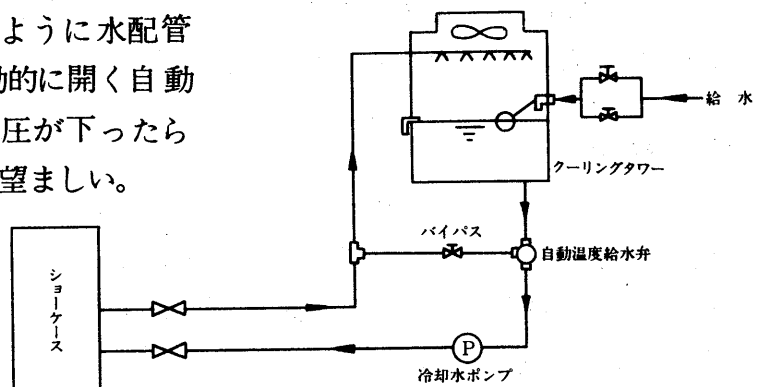 ように水配管
動的に開く自動
圧が下ったら
望ましい。
給水
クーリングタワー
バイパス
自動温度給水弁
ショーケース
P
冷却水ポンプ